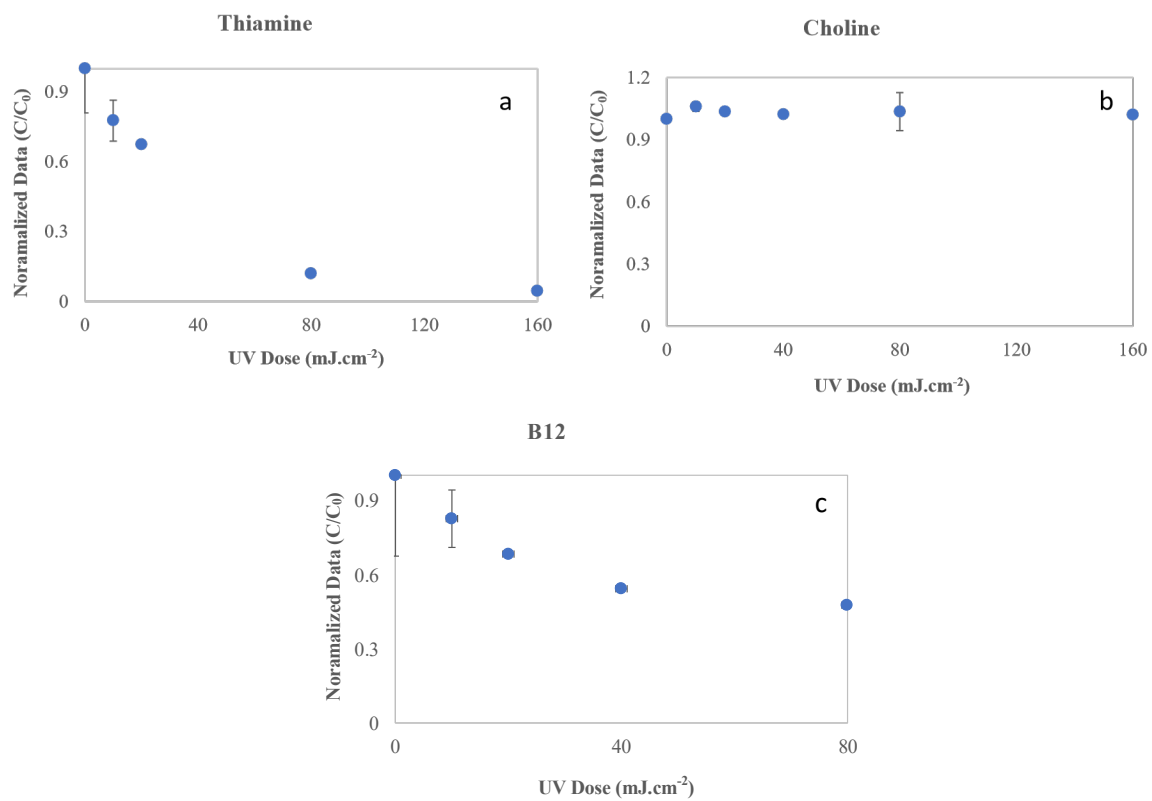 Thiamine
Noramalized Data (C/C₀)
0.9
0.6
0.3
0
a
0 40 80 120 160
UV Dose (mJ.cm⁻²)
Choline
Noramalized Data (C/C₀)
1.2
0.9
0.6
0.3
0
b
0 40 80 120 160
UV Dose (mJ.cm⁻²)
B12
Noramalized Data (C/C₀)
0.9
0.6
0.3
0
c
0 40 80
UV Dose (mJ.cm⁻²)